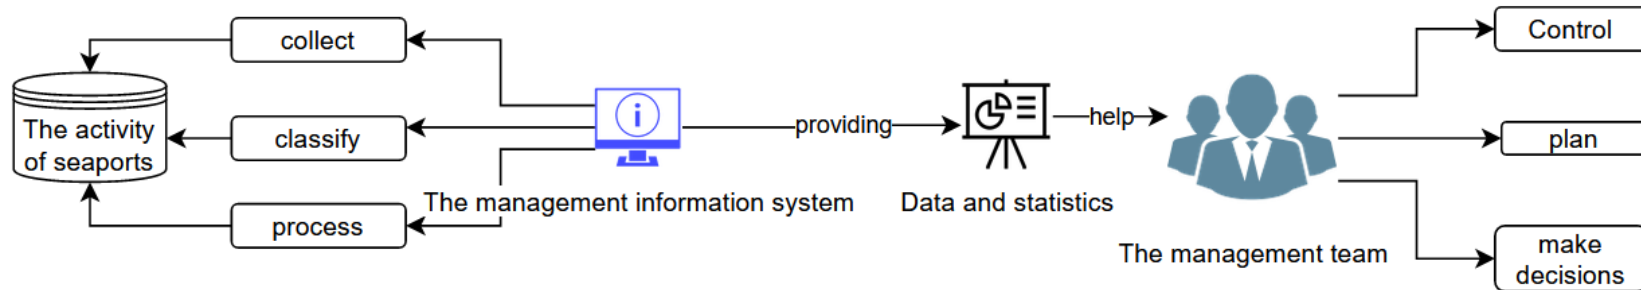 collect
The activity
of seaports
classify
process
The management information system
providing
Data and statistics
help
The management team
Control
plan
make
decisions